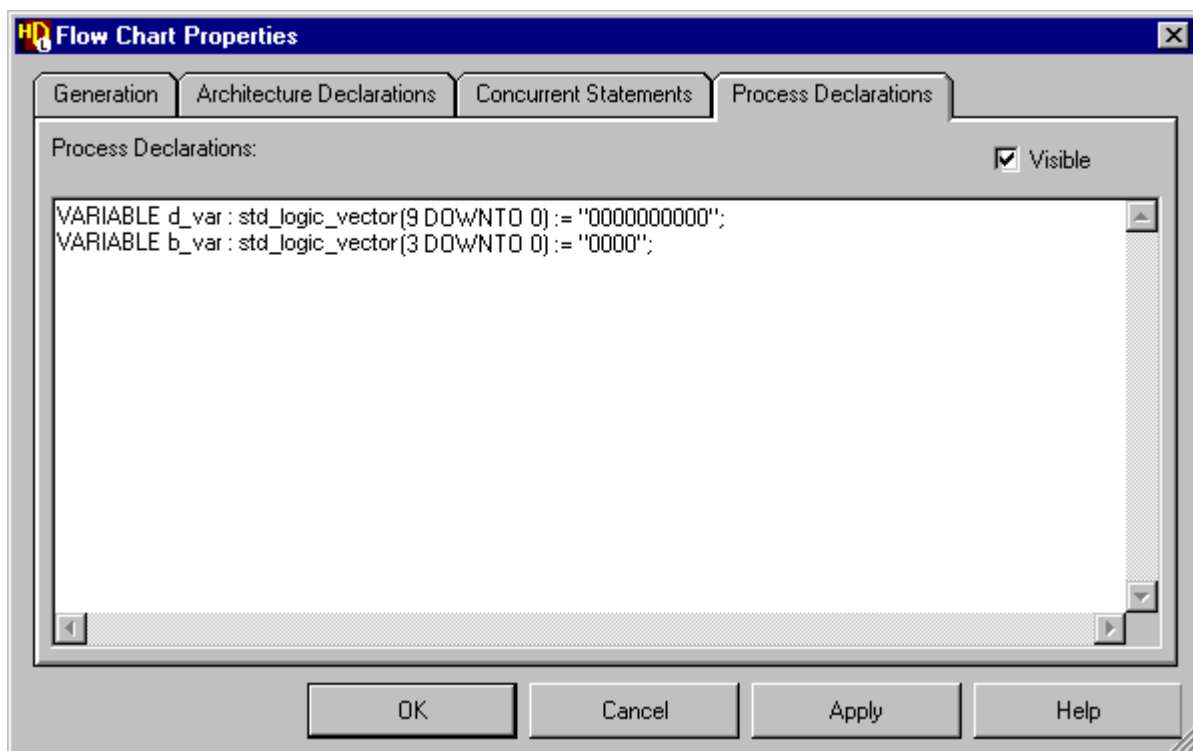 HDL Flow Chart Properties
Generation Architecture Declarations Concurrent Statements Process Declarations
Process Declarations:
Visible
VARIABLE d_var : std_logic_vector(9 DOWNTO 0) := "0000000000";
VARIABLE b_var : std_logic_vector(3 DOWNTO 0) := "0000";
OK Cancel Apply Help